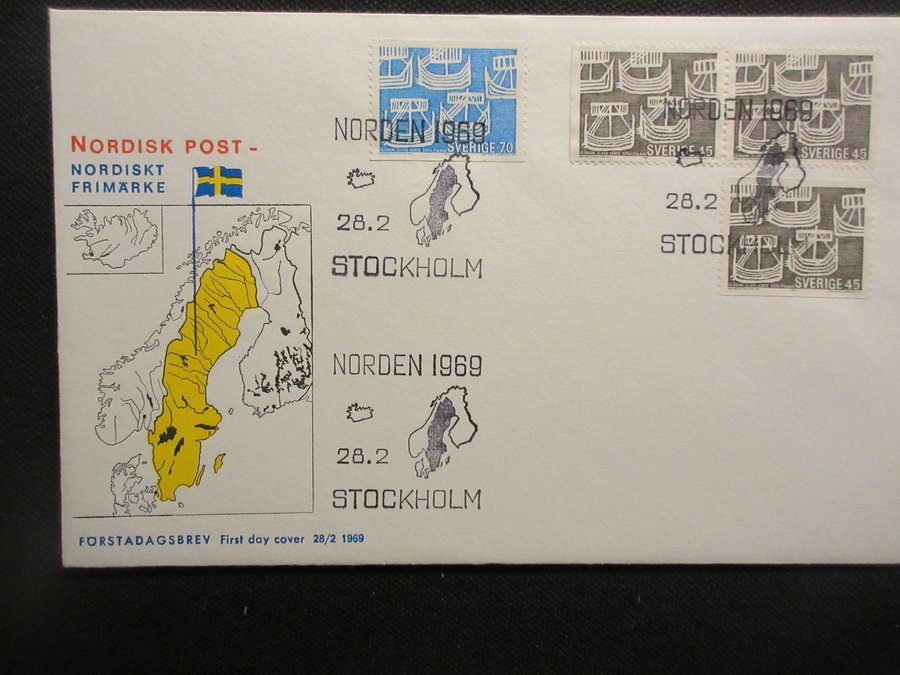 NORDISK POST -
NORDISKT
FRIMÄRKE
FÖRSTADAGSBREV First day cover 28/2 1969
SVERIGE 70
NORDEN 1969
28.2
STOCKHOLM
NORDEN 1969
28.2
STOCKHOLM
SVERIGE 45
SVERIGE 45
SVERIGE 45
NORDEN 1969
28.2
STOCKHOLM